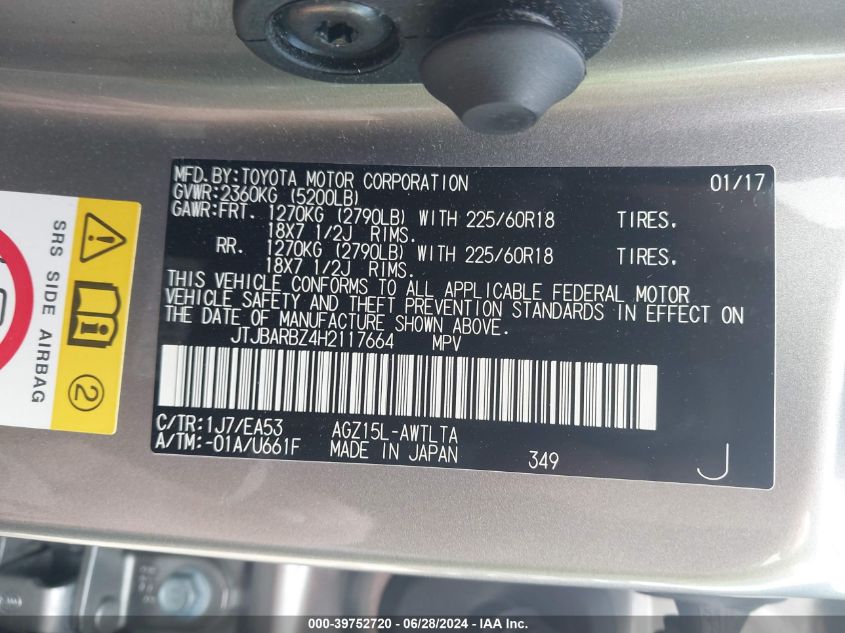 MFD.BY:TOYOTA MOTOR CORPORATION 01/17
GVWR:2360KG (5200LB)
GAWR:FRT. 1270KG (2790LB) WITH 225/60R18 TIRES.
18X7 1/2J RIMS.
RR. 1270KG (2790LB) WITH 225/60R18 TIRES.
18X7 1/2J RIMS.
THIS VEHICLE CONFORMS TO ALL APPLICABLE FEDERAL MOTOR
VEHICLE SAFETY AND THEFT PREVENTION STANDARDS IN EFFECT ON
THE DATE OF MANUFACTURE SHOWN ABOVE.
JTJBARBZ4H2117664 MPV
C/TR:1J7/EA53 AGZ15L-AWTLTA
A/TM:-01A/U661F MADE IN JAPAN 349 J
SRS SIDE AIRBAG
2
000-39752720 - 06/28/2024 - IAAI, Inc.